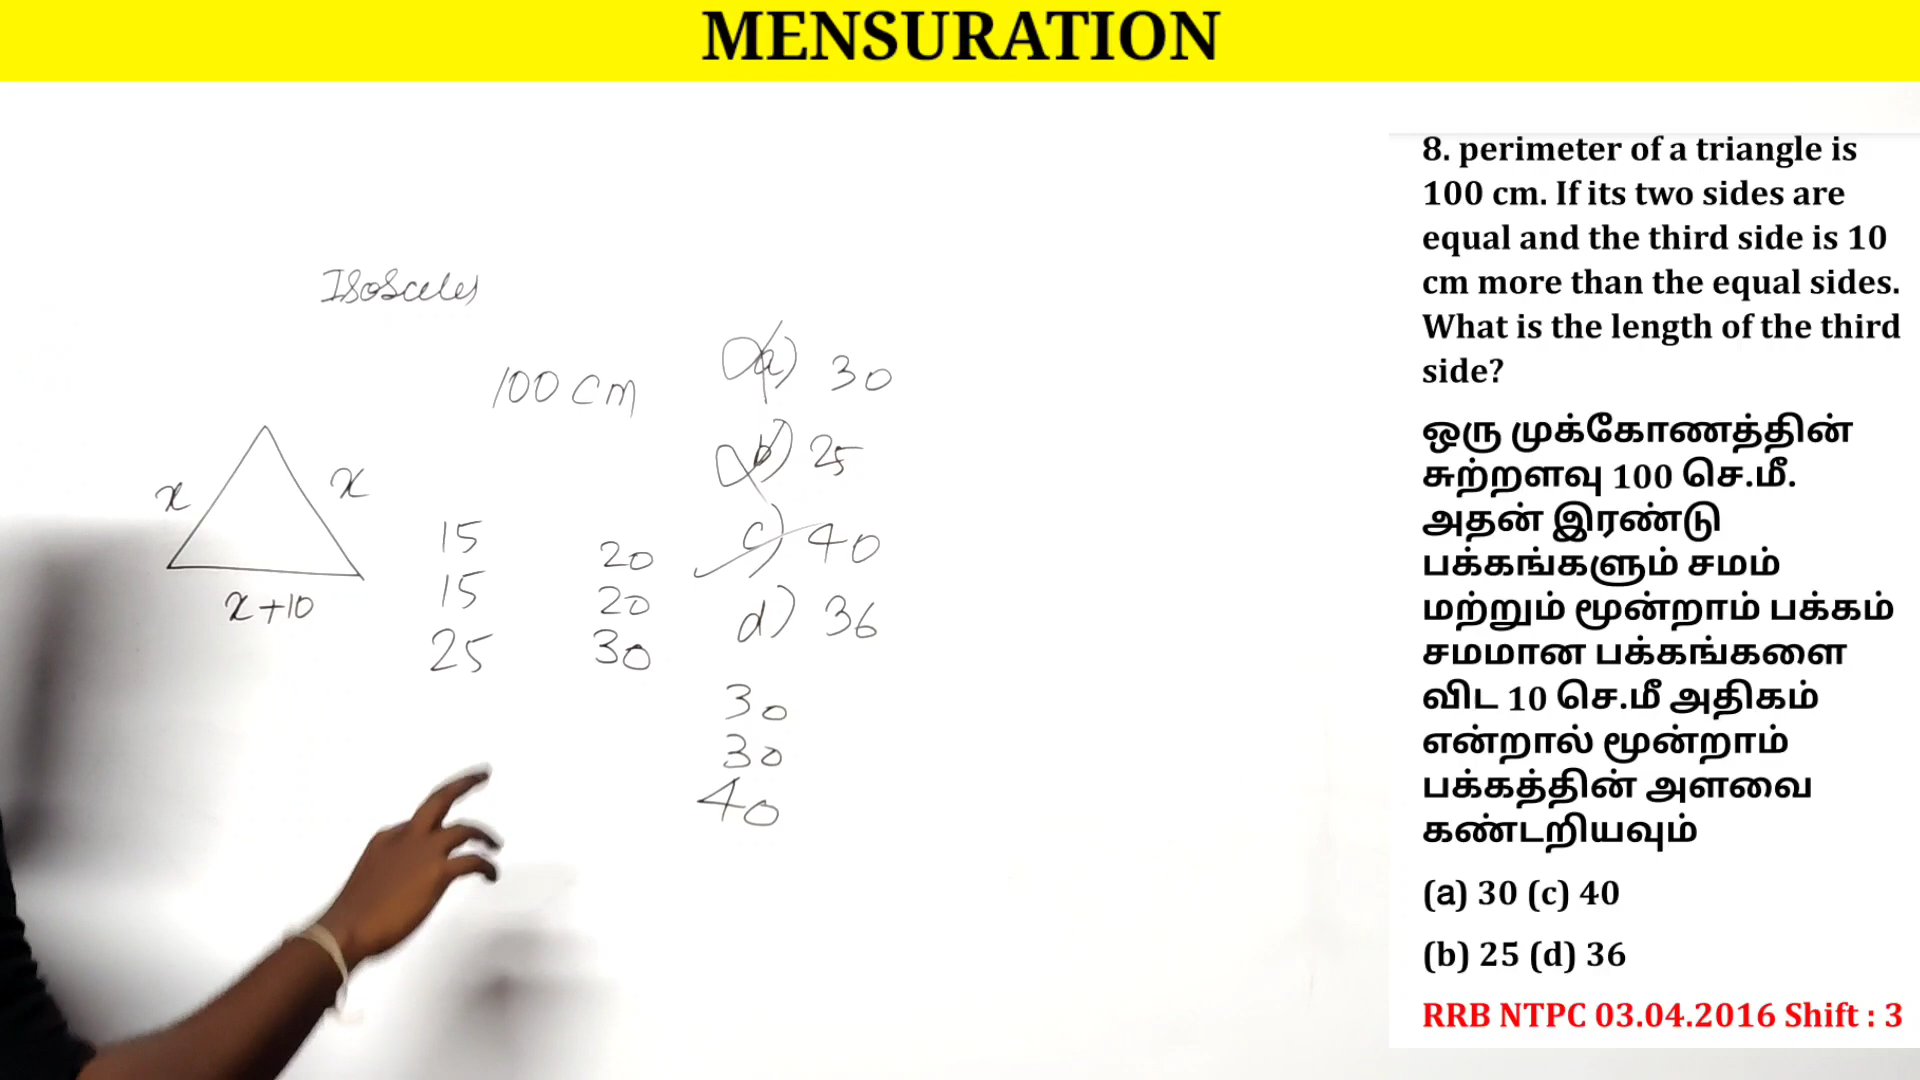 MENSURATION
Isosceles
100 cm
x
x
x+10
15
15
25
20
20
30
a) 30
b) 25
c) 40
d) 36
30
30
40
8. perimeter of a triangle is
100 cm. If its two sides are
equal and the third side is 10
cm more than the equal sides.
What is the length of the third
side?
ஒரு முக்கோணத்தின்
சுற்றளவு 100 செ.மீ.
அதன் இரண்டு
பக்கங்களும் சமம்
மற்றும் மூன்றாம் பக்கம்
சமமான பக்கங்களை
விட 10 செ.மீ அதிகம்
என்றால் மூன்றாம்
பக்கத்தின் அளவை
கண்டறியவும்
(a) 30 (c) 40
(b) 25 (d) 36
RRB NTPC 03.04.2016 Shift : 3